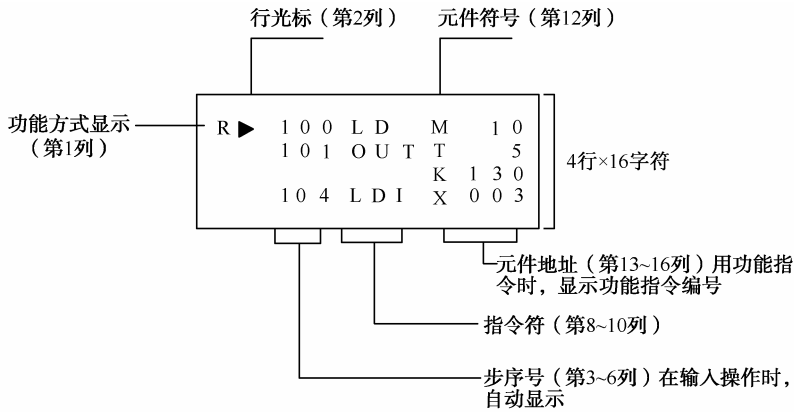 行光标（第2列）
元件符号（第12列）
功能方式显示
（第1列）
R▶ 100 LD M 10
101 OUT T 5
K 130
104 LDI X 003
4行×16字符
元件地址（第13~16列）用功能指
令时，显示功能指令编号
指令符（第8~10列）
步序号（第3~6列）在输入操作时，
自动显示